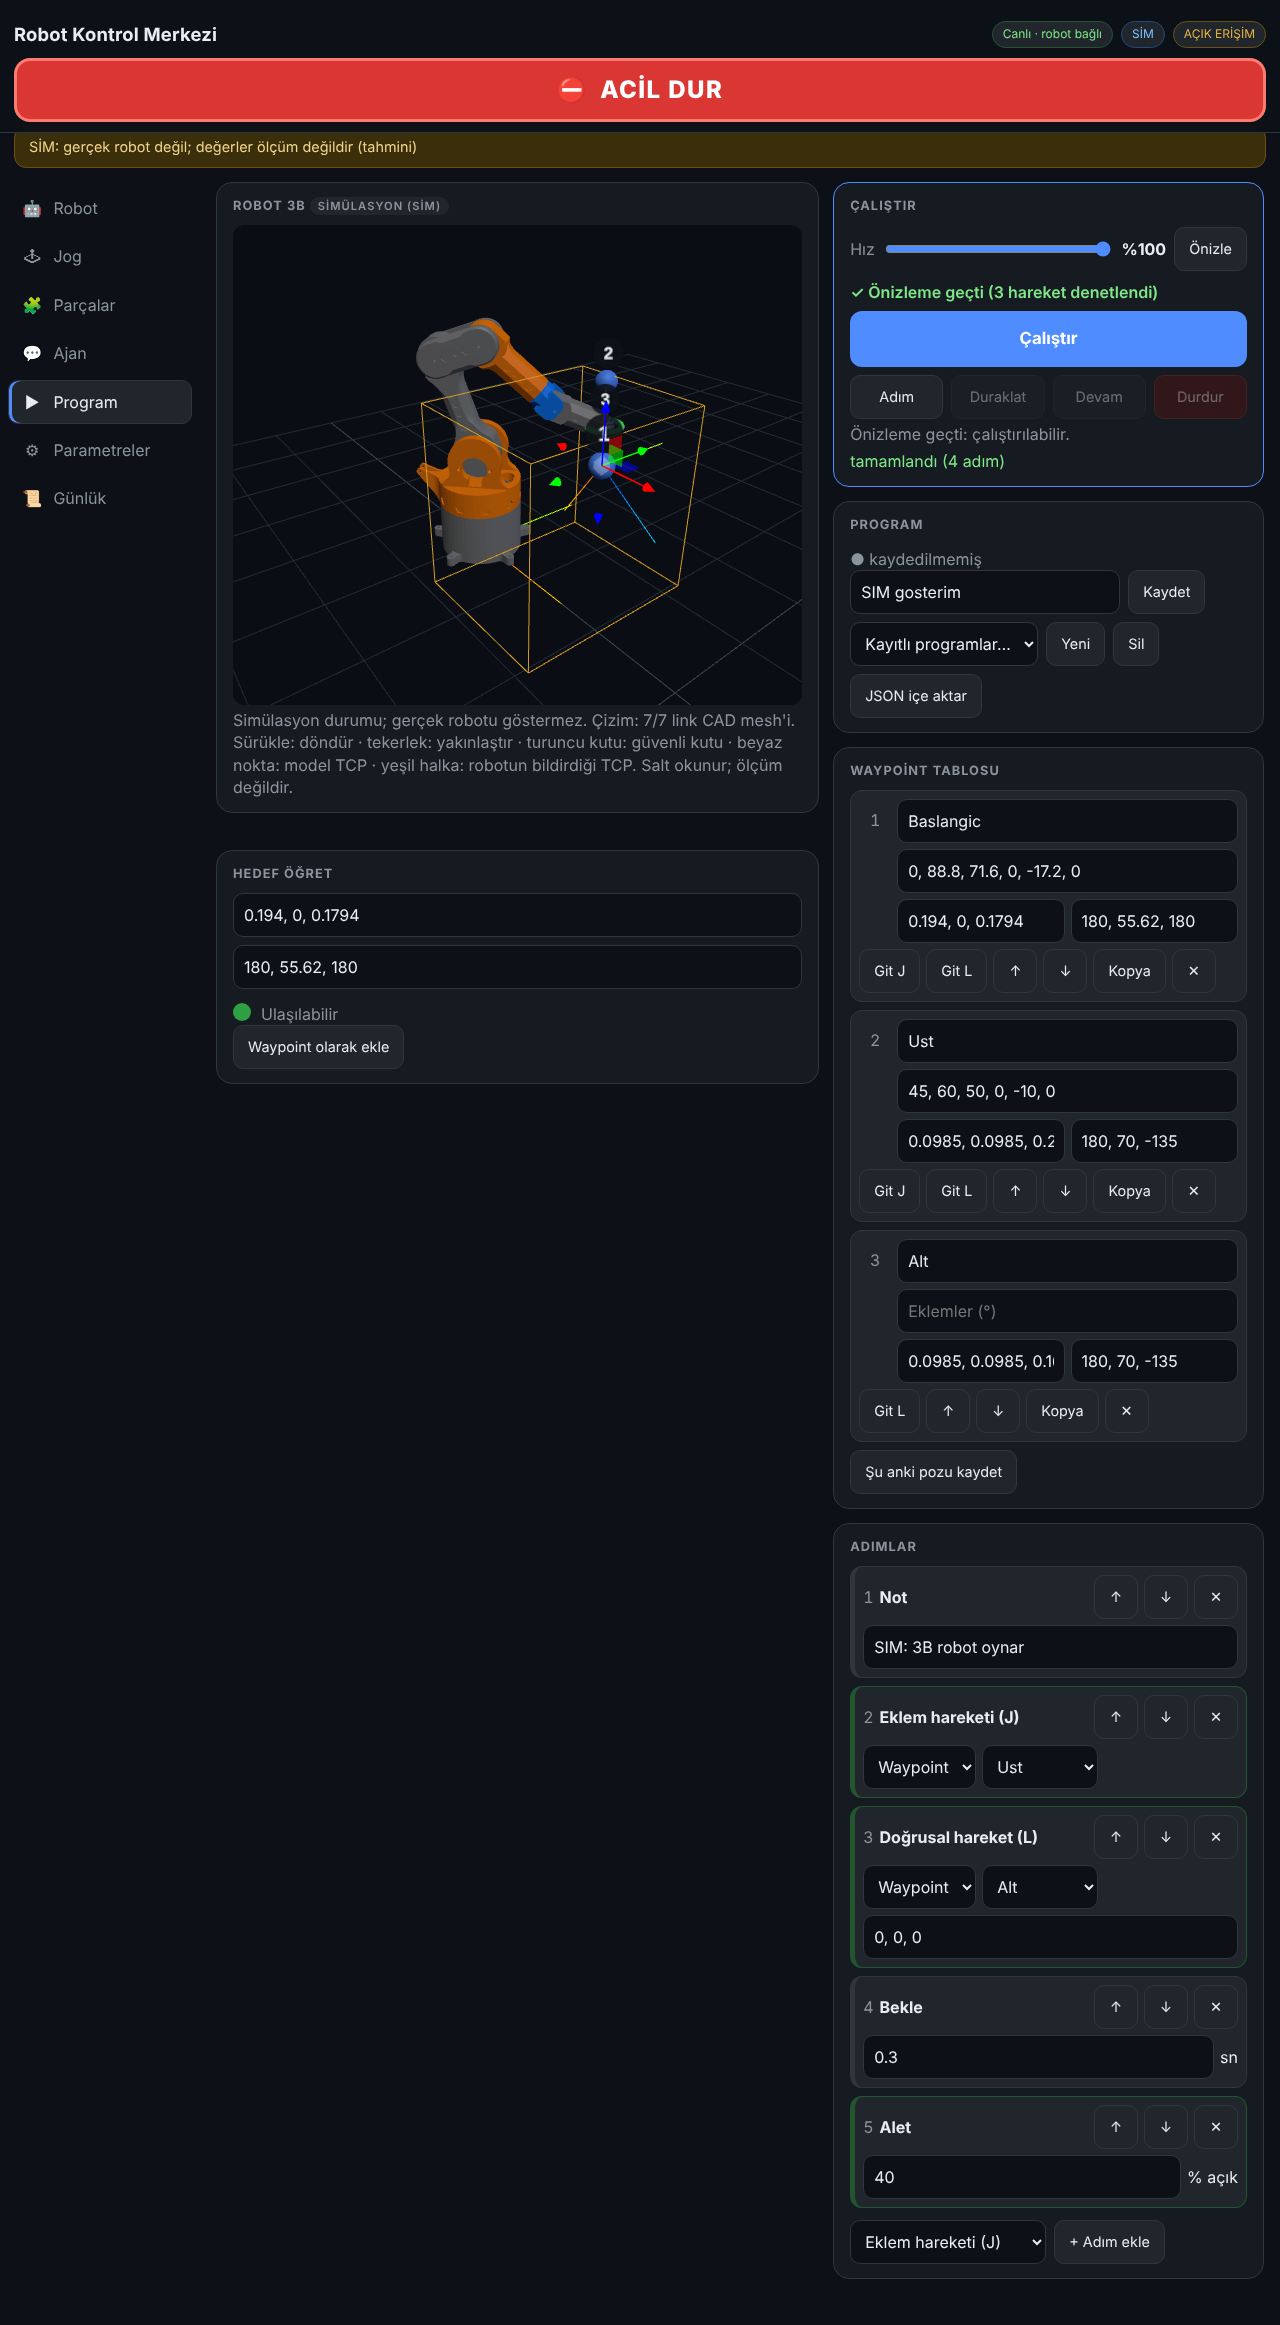 Robot Kontrol Merkezi
Canlı · robot bağlı
SİM
AÇIK ERİŞİM
ACİL DUR
SİM: gerçek robot değil; değerler ölçüm değildir (tahmini)
Robot
Jog
Parçalar
Ajan
Program
Parametreler
Günlük
ROBOT 3B SİMÜLASYON (SİM)
2
3
1
Simülasyon durumu; gerçek robotu göstermez. Çizim: 7/7 link CAD mesh'i.
Sürükle: döndür · tekerlek: yakınlaştır · turuncu kutu: güvenli kutu · beyaz
nokta: model TCP · yeşil halka: robotun bildirdiği TCP. Salt okunur; ölçüm
değildir.
HEDEF ÖĞRET
0.194, 0, 0.1794
180, 55.62, 180
Ulaşılabilir
Waypoint olarak ekle
ÇALIŞTIR
Hız %100 Önizle
✓ Önizleme geçti (3 hareket denetlendi)
Çalıştır
Adım Duraklat Devam Durdur
Önizleme geçti: çalıştırılabilir.
tamamlandı (4 adım)
PROGRAM
● kaydedilmemiş
SIM gosterim Kaydet
Kayıtlı programlar... Yeni Sil
JSON içe aktar
WAYPOİNT TABLOSU
1 Baslangic
0, 88.8, 71.6, 0, -17.2, 0
0.194, 0, 0.1794 180, 55.62, 180
Git J Git L ↑ ↓ Kopya ✕
2 Ust
45, 60, 50, 0, -10, 0
0.0985, 0.0985, 0.2 180, 70, -135
Git J Git L ↑ ↓ Kopya ✕
3 Alt
Eklemler (°)
0.0985, 0.0985, 0.1 180, 70, -135
Git L ↑ ↓ Kopya ✕
Şu anki pozu kaydet
ADIMLAR
1 Not ↑ ↓ ✕
SIM: 3B robot oynar
2 Eklem hareketi (J) ↑ ↓ ✕
Waypoint Ust
3 Doğrusal hareket (L) ↑ ↓ ✕
Waypoint Alt
0, 0, 0
4 Bekle ↑ ↓ ✕
0.3 sn
5 Alet ↑ ↓ ✕
40 % açık
Eklem hareketi (J) + Adım ekle